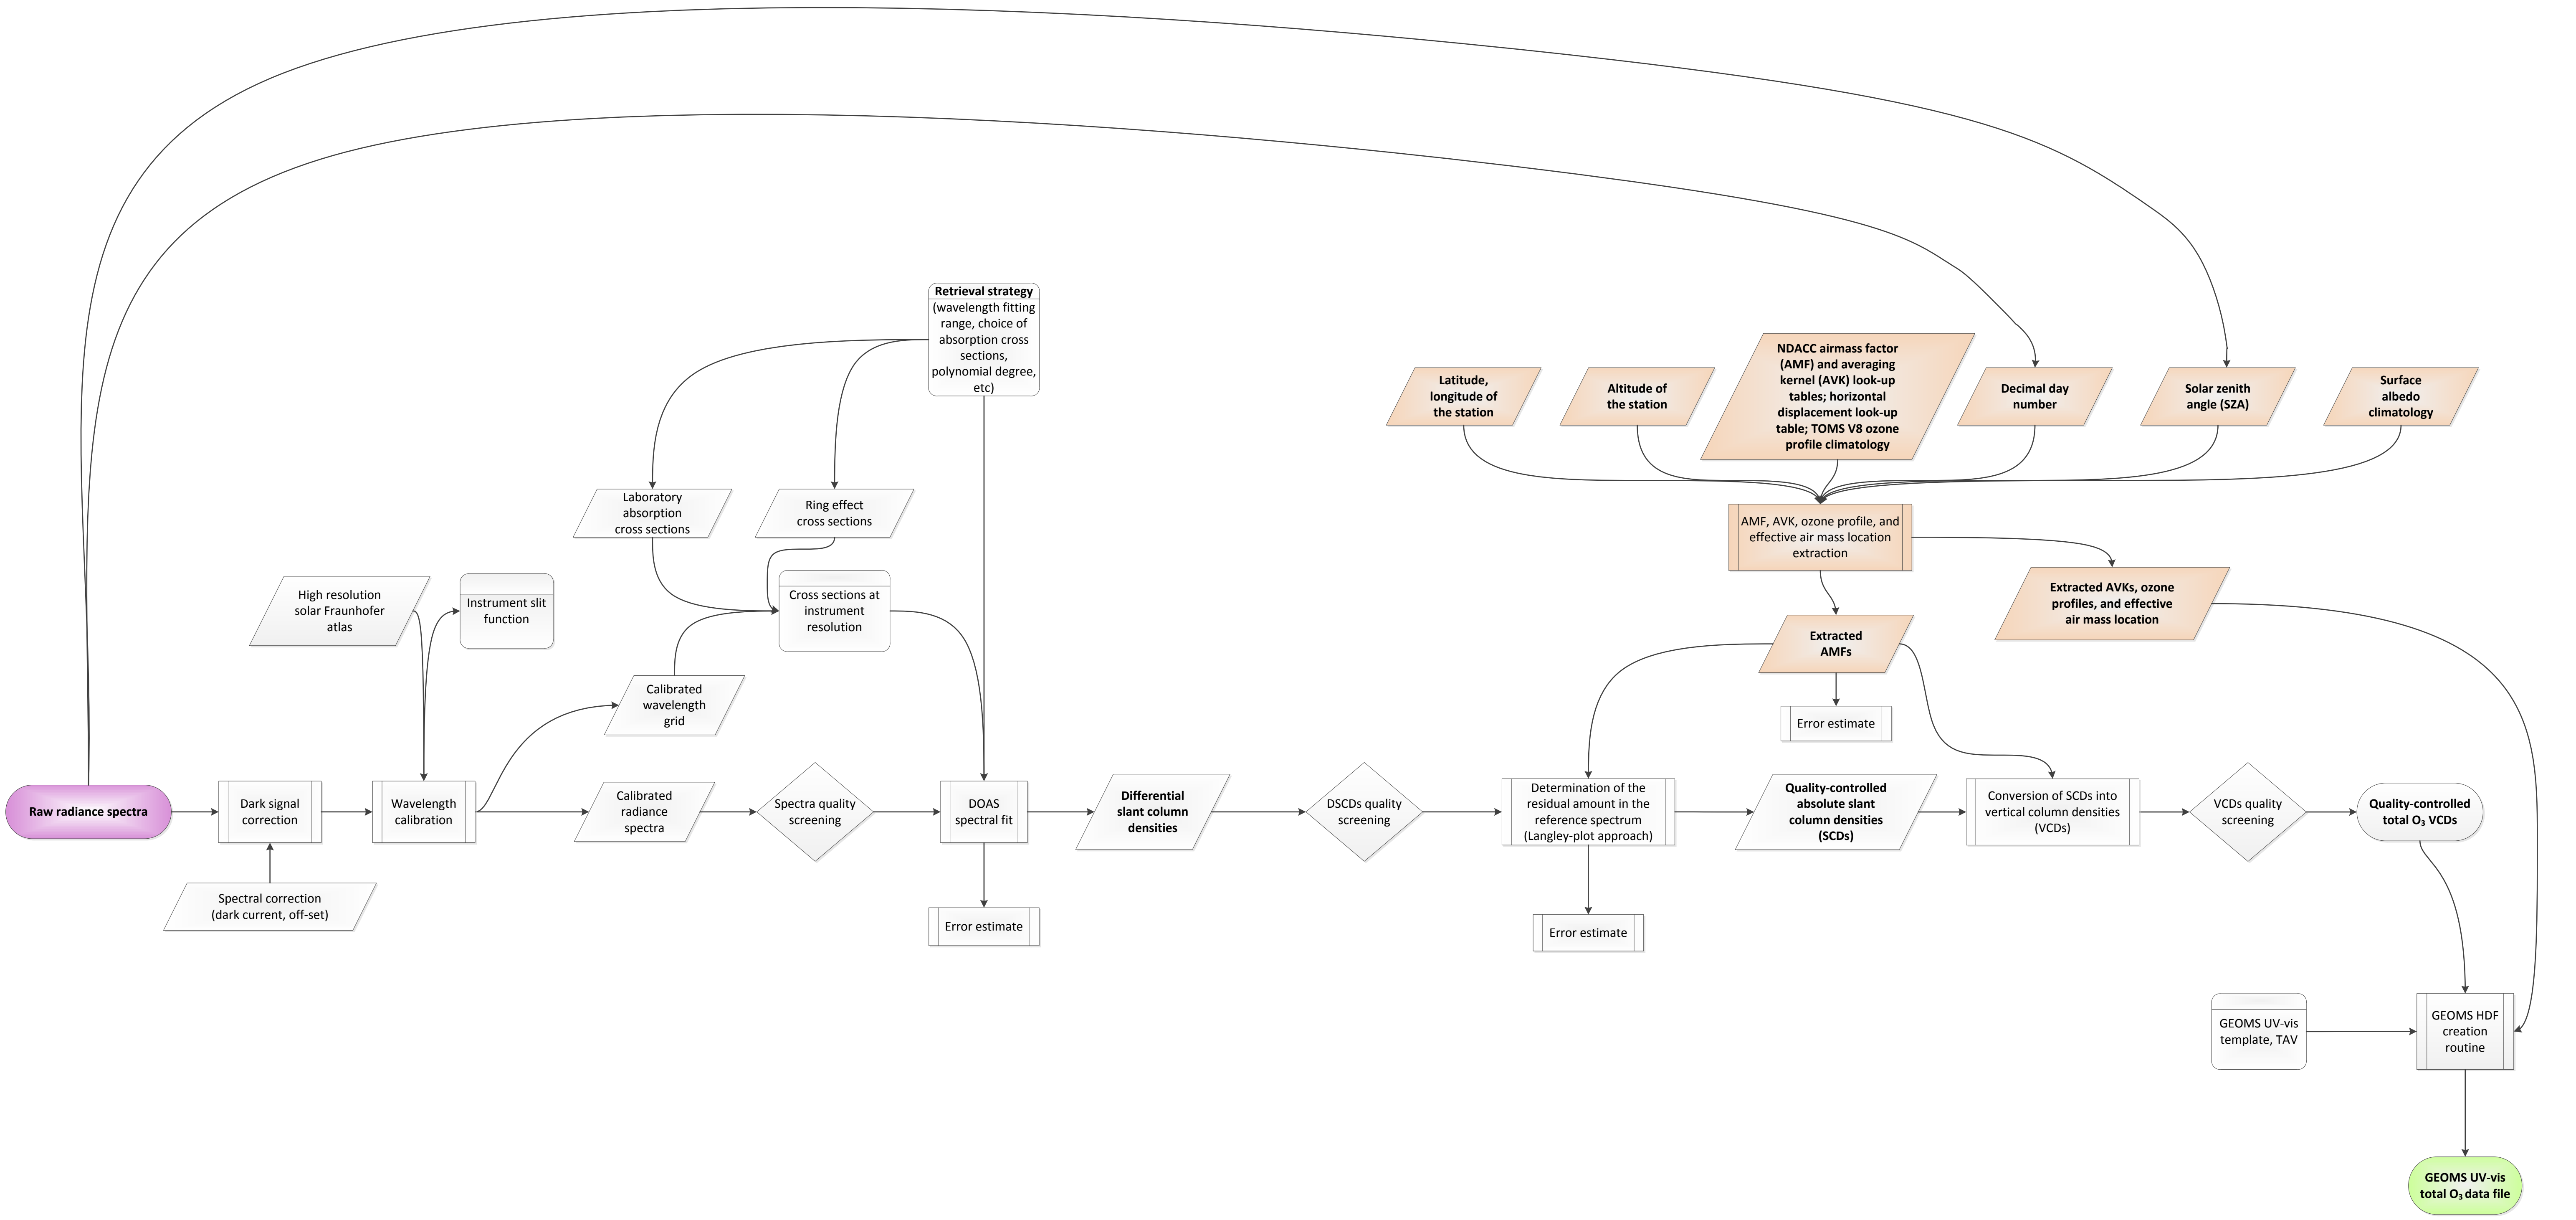 Retrieval strategy
(wavelength fitting
range, choice of
absorption cross
sections,
polynomial degree,
etc)
NDACC airmass factor
(AMF) and averaging
kernel (AVK) look-up
tables; horizontal
displacement look-up
table; TOMS V8 ozone
profile climatology
Latitude,
longitude of
the station
Altitude of
the station
Decimal day
number
Solar zenith
angle (SZA)
Surface
albedo
climatology
Laboratory
absorption
cross sections
Ring effect
cross sections
AMF, AVK, ozone profile, and
effective air mass location
extraction
High resolution
solar Fraunhofer
atlas
Instrument slit
function
Cross sections at
instrument
resolution
Extracted AVKs, ozone
profiles, and effective
air mass location
Extracted
AMFs
Calibrated
wavelength
grid
Error estimate
Raw radiance spectra
Dark signal
correction
Wavelength
calibration
Calibrated
radiance
spectra
Spectra quality
screening
DOAS
spectral fit
Differential
slant column
densities
DSCDs quality
screening
Determination of the
residual amount in the
reference spectrum
(Langley-plot approach)
Quality-controlled
absolute slant
column densities
(SCDs)
Conversion of SCDs into
vertical column densities
(VCDs)
VCDs quality
screening
Quality-controlled
total O₃ VCDs
Spectral correction
(dark current, off-set)
Error estimate
Error estimate
GEOMS UV-vis
template, TAV
GEOMS HDF
creation
routine
GEOMS UV-vis
total O₃ data file